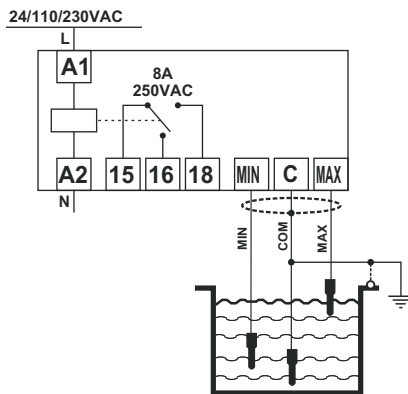 24/110/230VAC
L
A1
8A
250VAC
A2 15 16 18 MIN C MAX
N
MIN COM MAX